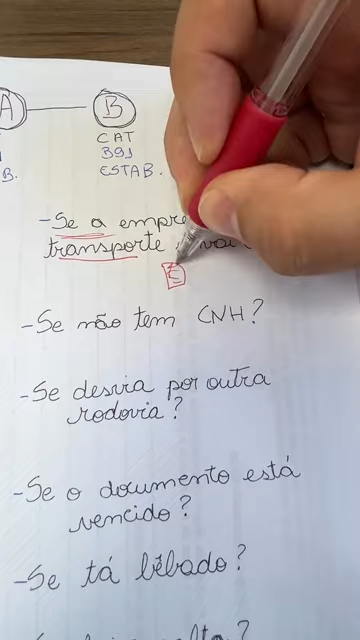 A B
CAT
B91
B. ESTAB.
- Se a empre
transporte
E
- Se não tem CNH?
- Se desvia por outra
rodovia?
- Se o documento está
vencido?
- Se tá bêbado?